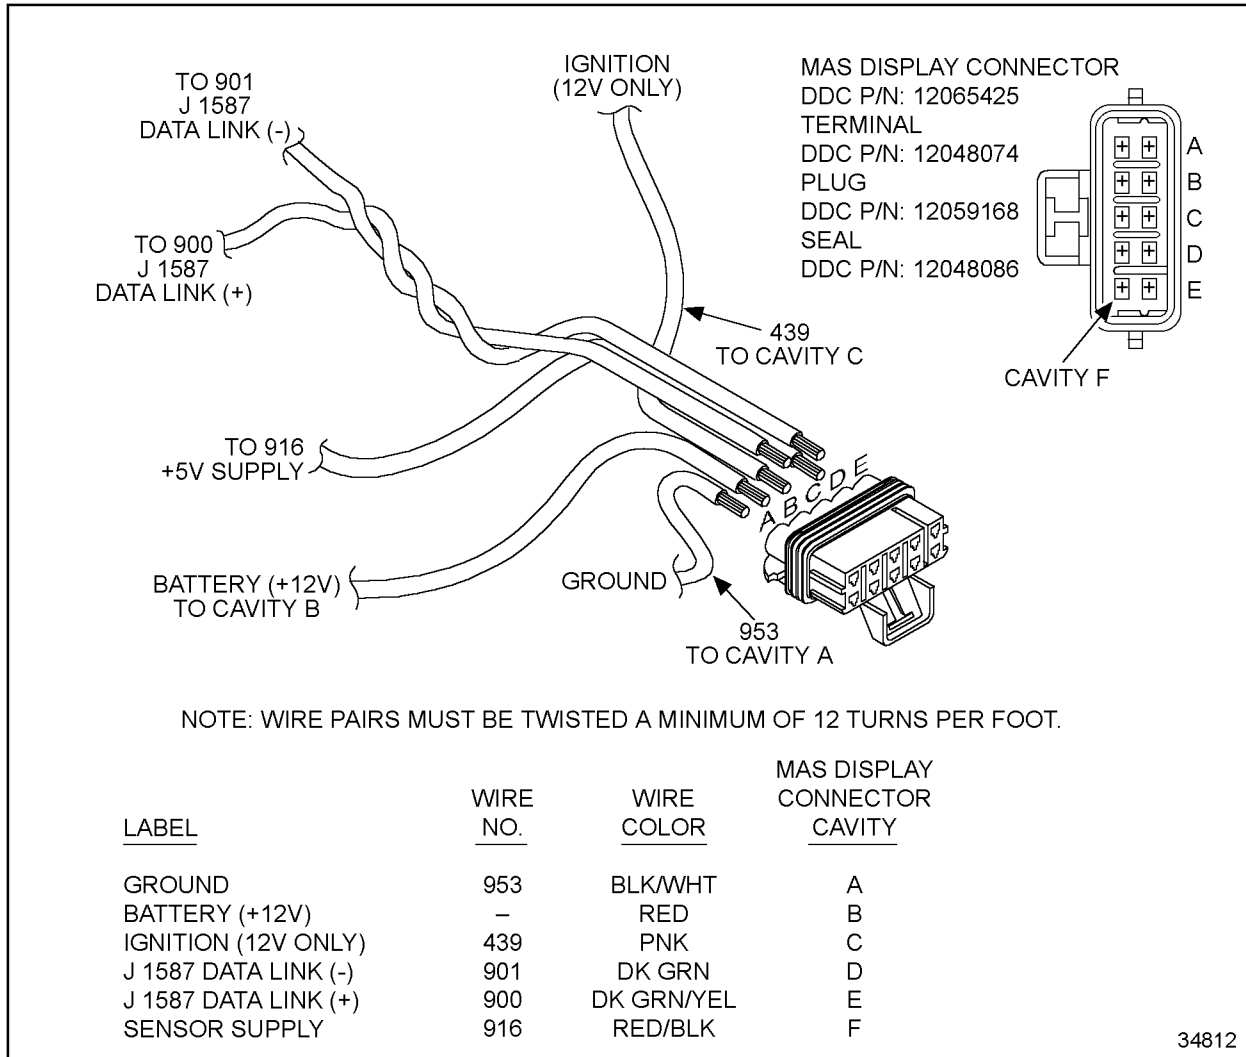 TO 901
J 1587
DATA LINK (-)
IGNITION
(12V ONLY)
MAS DISPLAY CONNECTOR
DDC P/N: 12065425
TERMINAL
DDC P/N: 12048074
PLUG
DDC P/N: 12059168
SEAL
DDC P/N: 12048086
A
B
C
D
E
CAVITY F
TO 900
J 1587
DATA LINK (+)
439
TO CAVITY C
TO 916
+5V SUPPLY
A B C D E
BATTERY (+12V)
TO CAVITY B
GROUND
953
TO CAVITY A
NOTE: WIRE PAIRS MUST BE TWISTED A MINIMUM OF 12 TURNS PER FOOT.
MAS DISPLAY
WIRE WIRE CONNECTOR
LABEL NO. COLOR CAVITY
GROUND 953 BLK/WHT A
BATTERY (+12V) – RED B
IGNITION (12V ONLY) 439 PNK C
J 1587 DATA LINK (-) 901 DK GRN D
J 1587 DATA LINK (+) 900 DK GRN/YEL E
SENSOR SUPPLY 916 RED/BLK F
34812